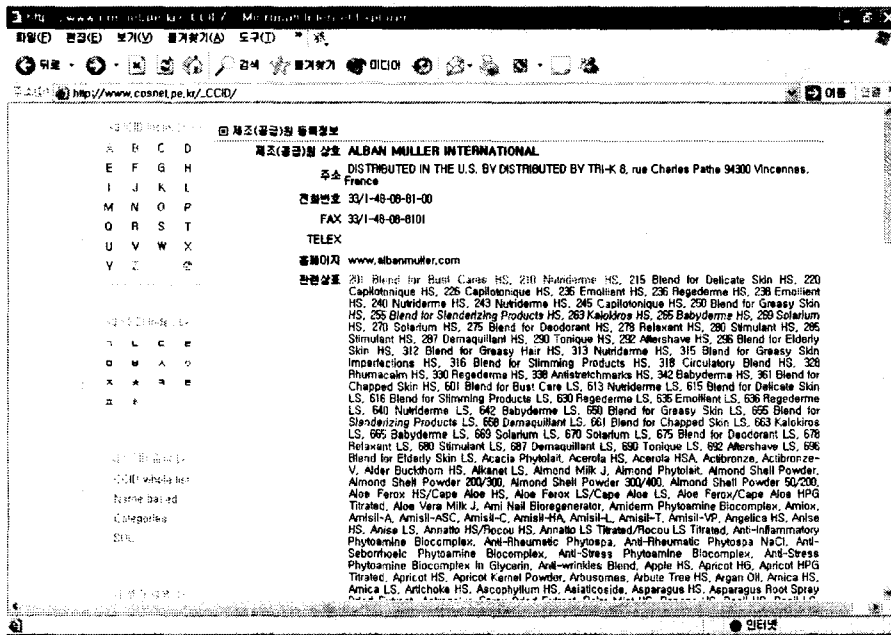 파일(F) 편집(E) 보기(V) 즐겨찾기(A) 도구(T) »
뒤로 검색 즐겨찾기 미디어
http://www.cosnet.pe.kr/_CCID/ 이동 연결
A B C D
E F G H
I J K L
M N O P
Q R S T
U V W X
Y Z
ㄱ ㄴ ㄷ ㄹ
ㅁ ㅂ ㅅ ㅇ
ㅈ ㅊ ㅋ ㅌ
ㅍ ㅎ
CCID whole list
Name based
Categories
제조(공급)원 등록정보
제조(공급)원 상호 ALBAN MULLER INTERNATIONAL
주소 DISTRIBUTED IN THE U.S. BY DISTRIBUTED BY TRI-K 8, rue Charles Pathe 94300 Vincennes,
France
전화번호 33/1-48-08-81-00
FAX 33/1-48-08-8101
TELEX
홈페이지 www.albanmuller.com
관련상표 201 Blend for Bust Cares HS, 210 Nutriderme HS, 215 Blend for Delicate Skin HS, 220
Capilotonique HS, 226 Capilotonique HS, 235 Emollient HS, 236 Regederme HS, 238 Emollient
HS, 240 Nutriderme HS, 243 Nutriderme HS, 245 Capilotonique HS, 250 Blend for Greasy Skin
HS, 255 Blend for Slenderizing Products HS, 263 Kalokiros HS, 265 Babyderme HS, 269 Solarium
HS, 270 Solarium HS, 275 Blend for Deodorant HS, 278 Relaxant HS, 280 Stimulant HS, 285
Stimulant HS, 287 Demaquillant HS, 290 Tonique HS, 292 Aftershave HS, 296 Blend for Elderly
Skin HS, 312 Blend for Greasy Hair HS, 313 Nutriderme HS, 315 Blend for Greasy Skin
Imperfections HS, 316 Blend for Slimming Products HS, 318 Circulatory Blend HS, 328
Rhumacalm HS, 330 Regederme HS, 338 Antistretchmarks HS, 342 Babyderme HS, 361 Blend for
Chapped Skin HS, 601 Blend for Bust Care LS, 613 Nutriderme LS, 615 Blend for Delicate Skin
LS, 616 Blend for Slimming Products LS, 630 Regederme LS, 635 Emollient LS, 636 Regederme
LS, 640 Nutriderme LS, 642 Babyderme LS, 650 Blend for Greasy Skin LS, 655 Blend for
Slenderizing Products LS, 658 Demaquillant LS, 661 Blend for Chapped Skin LS, 663 Kalokiros
LS, 665 Babyderme LS, 669 Solarium LS, 670 Solarium LS, 675 Blend for Deodorant LS, 678
Relaxant LS, 680 Stimulant LS, 687 Demaquillant LS, 690 Tonique LS, 692 Aftershave LS, 696
Blend for Elderly Skin LS, Acacia Phytolait, Acerola HS, Acerola HSA, Actibronze, Actibronze-
V, Alder Buckthorn HS, Alkanet LS, Almond Milk J, Almond Phytolait, Almond Shell Powder,
Almond Shell Powder 200/300, Almond Shell Powder 300/400, Almond Shell Powder 50/200,
Aloe Ferox HS/Cape Aloe HS, Aloe Ferox LS/Cape Aloe LS, Aloe Ferox/Cape Aloe HPG
Titrated, Aloe Vera Milk J, Ami Nail Bioregenerator, Amiderm Phytoamine Biocomplex, Amiox,
Amisil-A, Amisil-ASC, Amisil-C, Amisil-HA, Amisil-L, Amisil-T, Amisil-VP, Angelica HS, Anise
HS, Anise LS, Annatto HS/Rocou HS, Annatto LS Titrated/Rocou LS Titrated, Anti-Inflammatory
Phytoamine Biocomplex, Anti-Rheumatic Phytospa, Anti-Rheumatic Phytospa NaCl, Anti-
Seborrhoeic Phytoamine Biocomplex, Anti-Stress Phytoamine Biocomplex, Anti-Stress
Phytoamine Biocomplex in Glycerin, Anti-wrinkles Blend, Apple HS, Apricot HG, Apricot HPG
Titrated, Apricot HS, Apricot Kernel Powder, Arbusomes, Arbute Tree HS, Argan Oil, Arnica HS,
Arnica LS, Artichoke HS, Ascophyllum HS, Asiaticoside, Asparagus HS, Asparagus Root Spray
인터넷